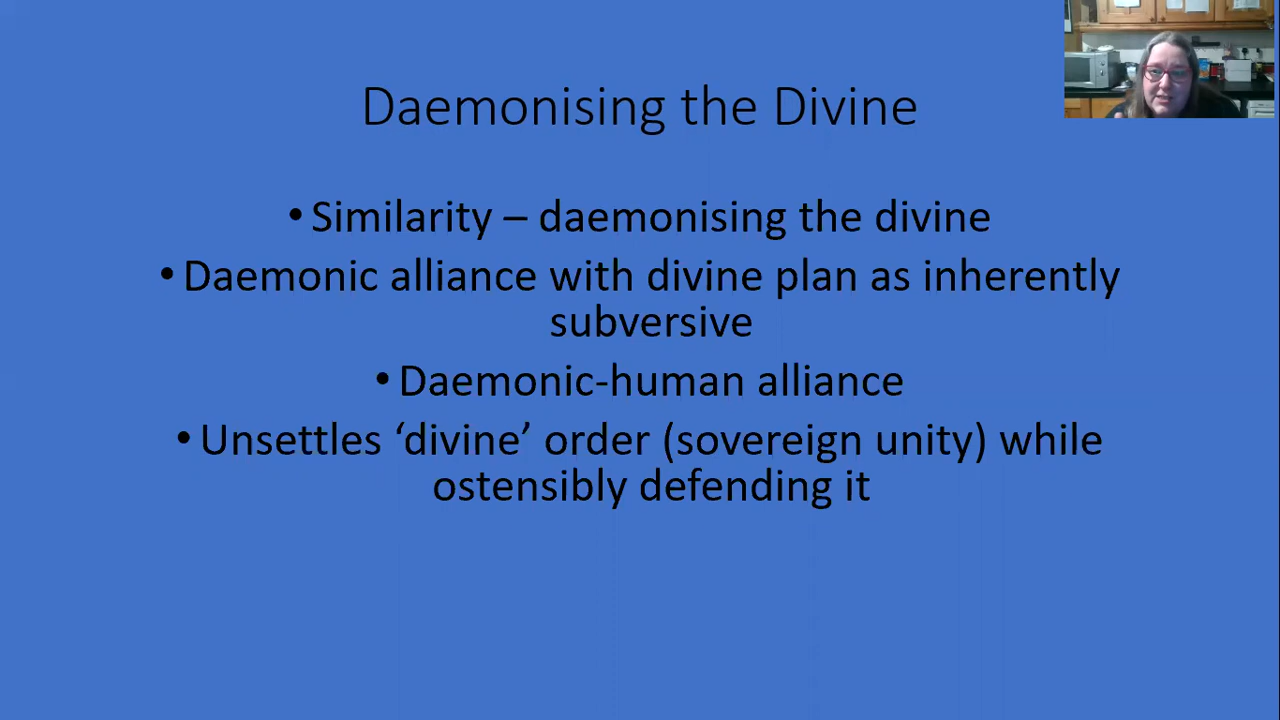 Daemonising the Divine
• Similarity – daemonising the divine
• Daemonic alliance with divine plan as inherently
subversive
• Daemonic-human alliance
• Unsettles ‘divine’ order (sovereign unity) while
ostensibly defending it